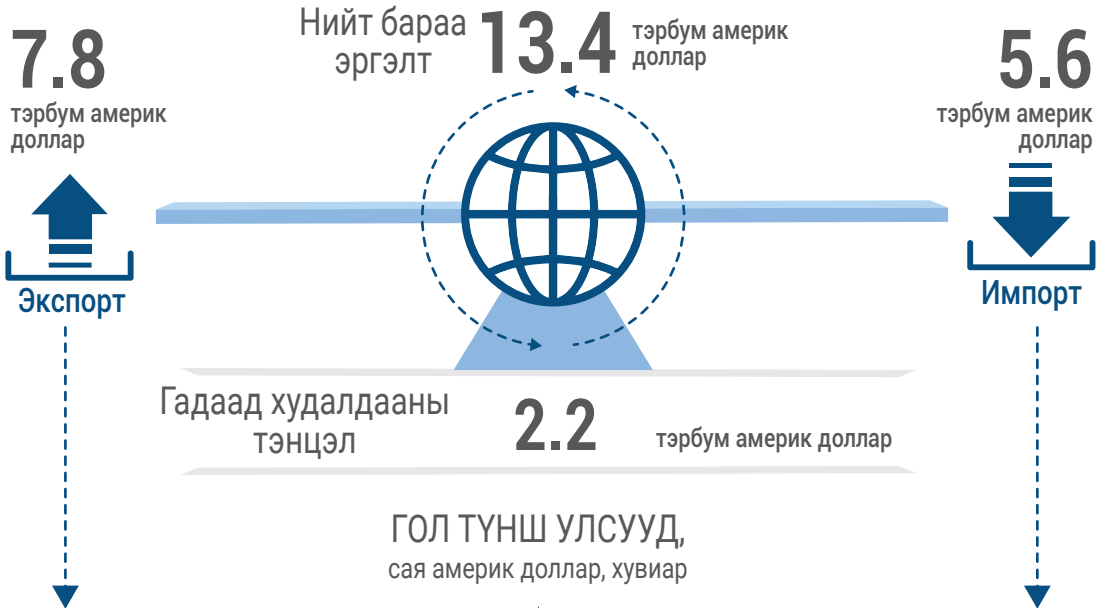 7.8
тэрбум америк
доллар
Экспорт
Нийт бараа
эргэлт
13.4
тэрбум америк
доллар
5.6
тэрбум америк
доллар
Импорт
Гадаад худалдааны
тэнцэл
2.2
тэрбум америк доллар
ГОЛ ТҮНШ УЛСУУД,
сая америк доллар, хувиар